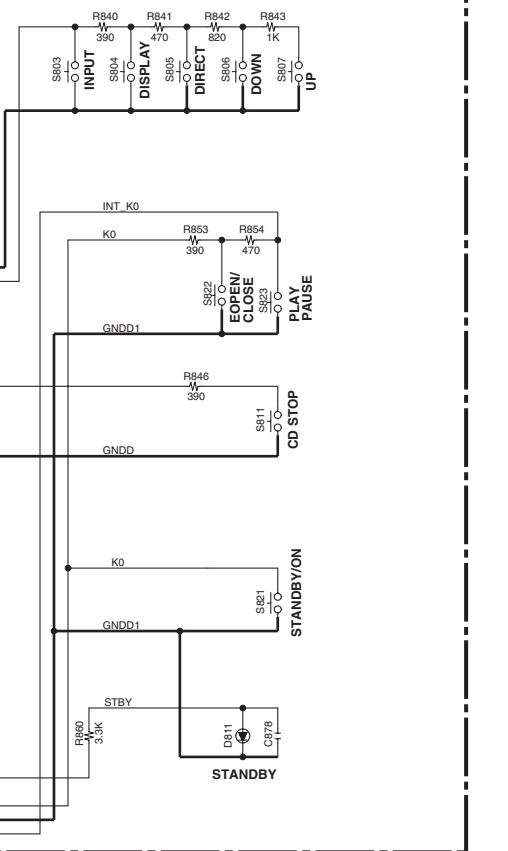 R840 R841 R842 R843
390 470 820 1K
S803 INPUT S804 DISPLAY S805 DIRECT S806 DOWN S807 UP
INT_K0
K0 R853 R854
390 470
S822 EOPEN/
CLOSE S823 PLAY
PAUSE
GNDD1
R846
390
S811 CD STOP
GNDD
K0
S821 STANDBY/ON
GNDD1
STBY
R860 3.3K D811 C878
STANDBY